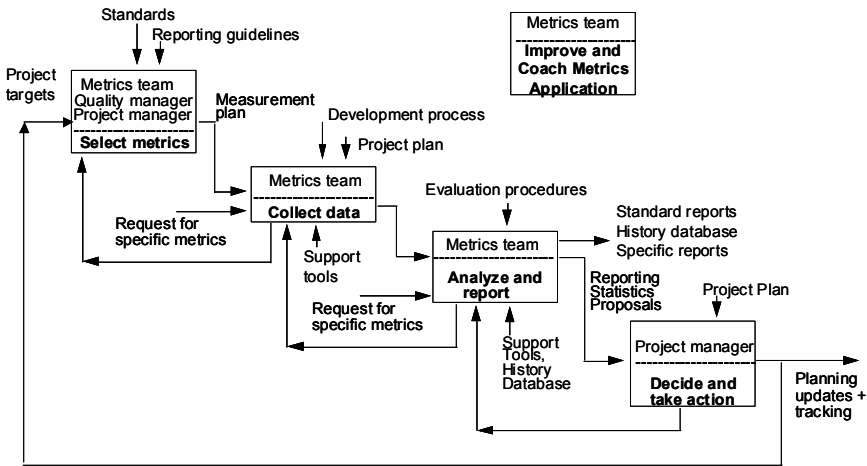 Standards
Reporting guidelines
Project
targets
Metrics team
Quality manager
Project manager
Select metrics
Measurement
plan
Metrics team
Improve and
Coach Metrics
Application
Development process
Project plan
Metrics team
Collect data
Request for
specific metrics
Support
tools
Evaluation procedures
Metrics team
Analyze and
report
Standard reports
History database
Specific reports
Request for
specific metrics
Support
Tools,
History
Database
Reporting
Statistics
Proposals
Project Plan
Project manager
Decide and
take action
Planning
updates +
tracking